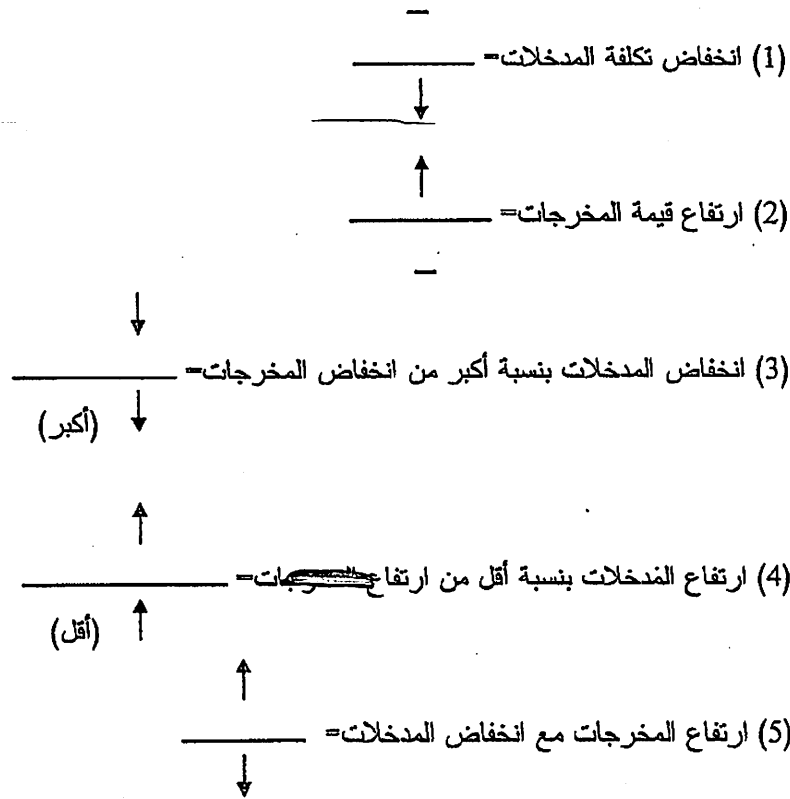 (1) انخفاض تكلفة المدخلات=
(2) ارتفاع قيمة المخرجات=
(3) انخفاض المدخلات بنسبة أكبر من انخفاض المخرجات=
(أكبر)
(4) ارتفاع المدخلات بنسبة أقل من ارتفاع =
(أقل)
(5) ارتفاع المخرجات مع انخفاض المدخلات=